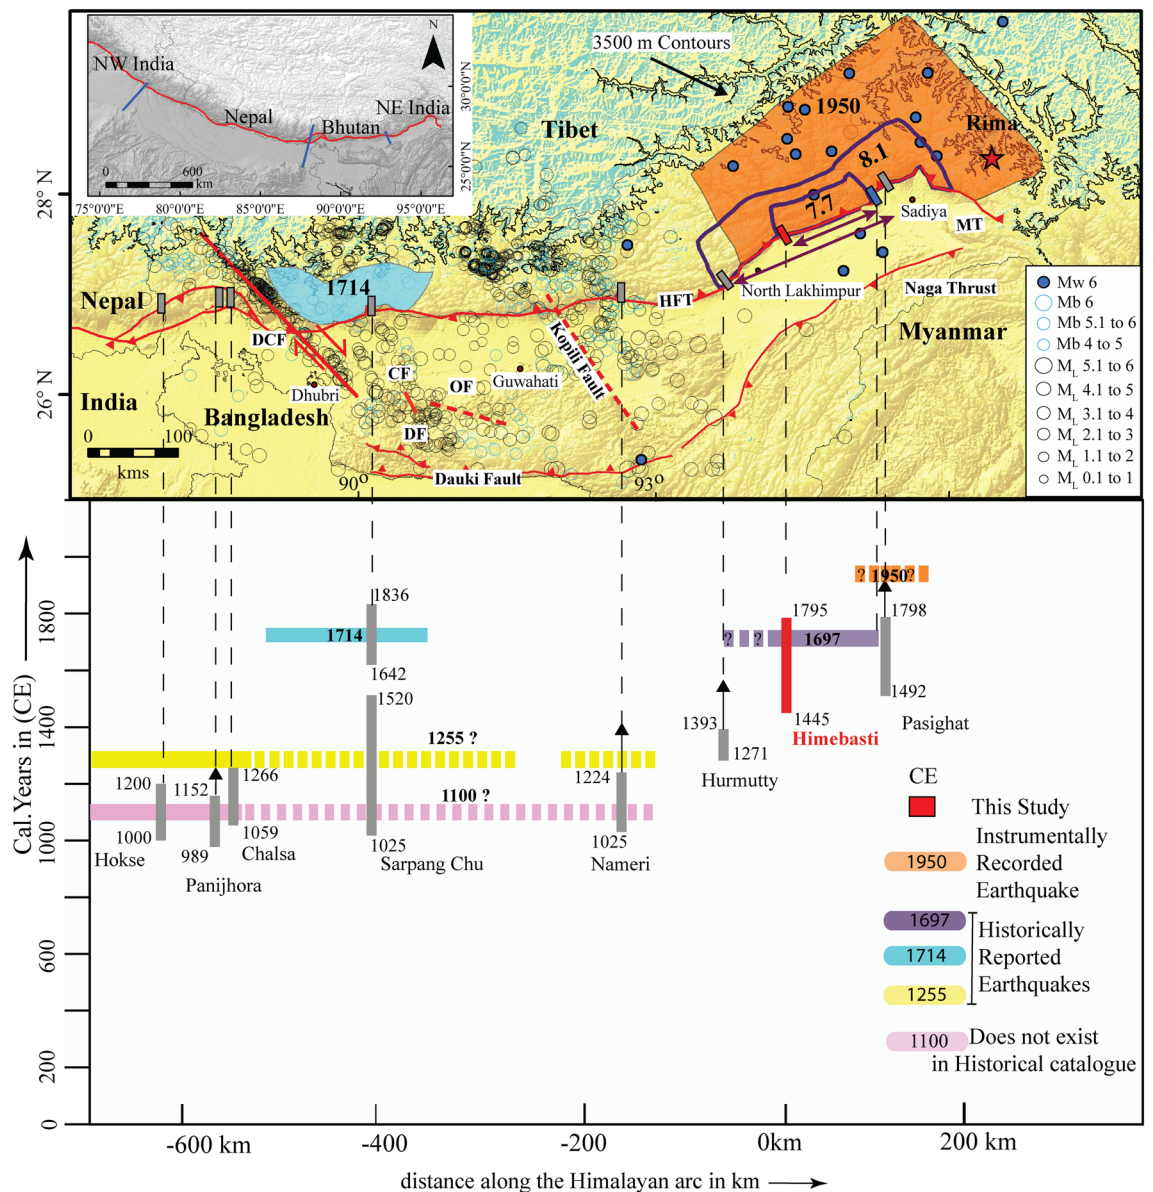 N
NW India
Nepal
Bhutan
NE India
600
0
600
km
75°00'0"E
80°00'0"E
85°00'0"E
90°00'0"E
95°00'0"E
30°0'0"N
25°0'0"N
3500 m Contours
Tibet
1950
Rima
8.1
7.7
Sadiya
MT
28° N
26° N
Nepal
1714
HFT
North Lakhimpur
Naga Thrust
Myanmar
DCF
Kopili Fault
CF
OF
Guwahati
Dhubri
India
Bangladesh
DF
0
100
kms
Dauki Fault
90°
93°
Mw 6
Mb 6
Mb 5.1 to 6
Mb 4 to 5
ML 5.1 to 6
ML 4.1 to 5
ML 3.1 to 4
ML 2.1 to 3
ML 1.1 to 2
ML 0.1 to 1
Cal. Years in (CE)
1800
1400
1000
600
200
0
? 1950 ?
1836
1714
1642
1520
1795
1798
? ? 1697
1492
Pasighat
1445
Himebasti
1393
1271
Hurmutty
1255 ?
1200
1152
1266
1224
1100 ?
1000
1059
1025
1025
Hokse
989
Chalsa
Sarpang Chu
Nameri
Panijhora
CE
This Study
1950
Instrumentally
Recorded
Earthquake
1697
1714
1255
Historically
Reported
Earthquakes
1100
Does not exist
in Historical catalogue
-600 km
-400
-200
0km
200 km
distance along the Himalayan arc in km